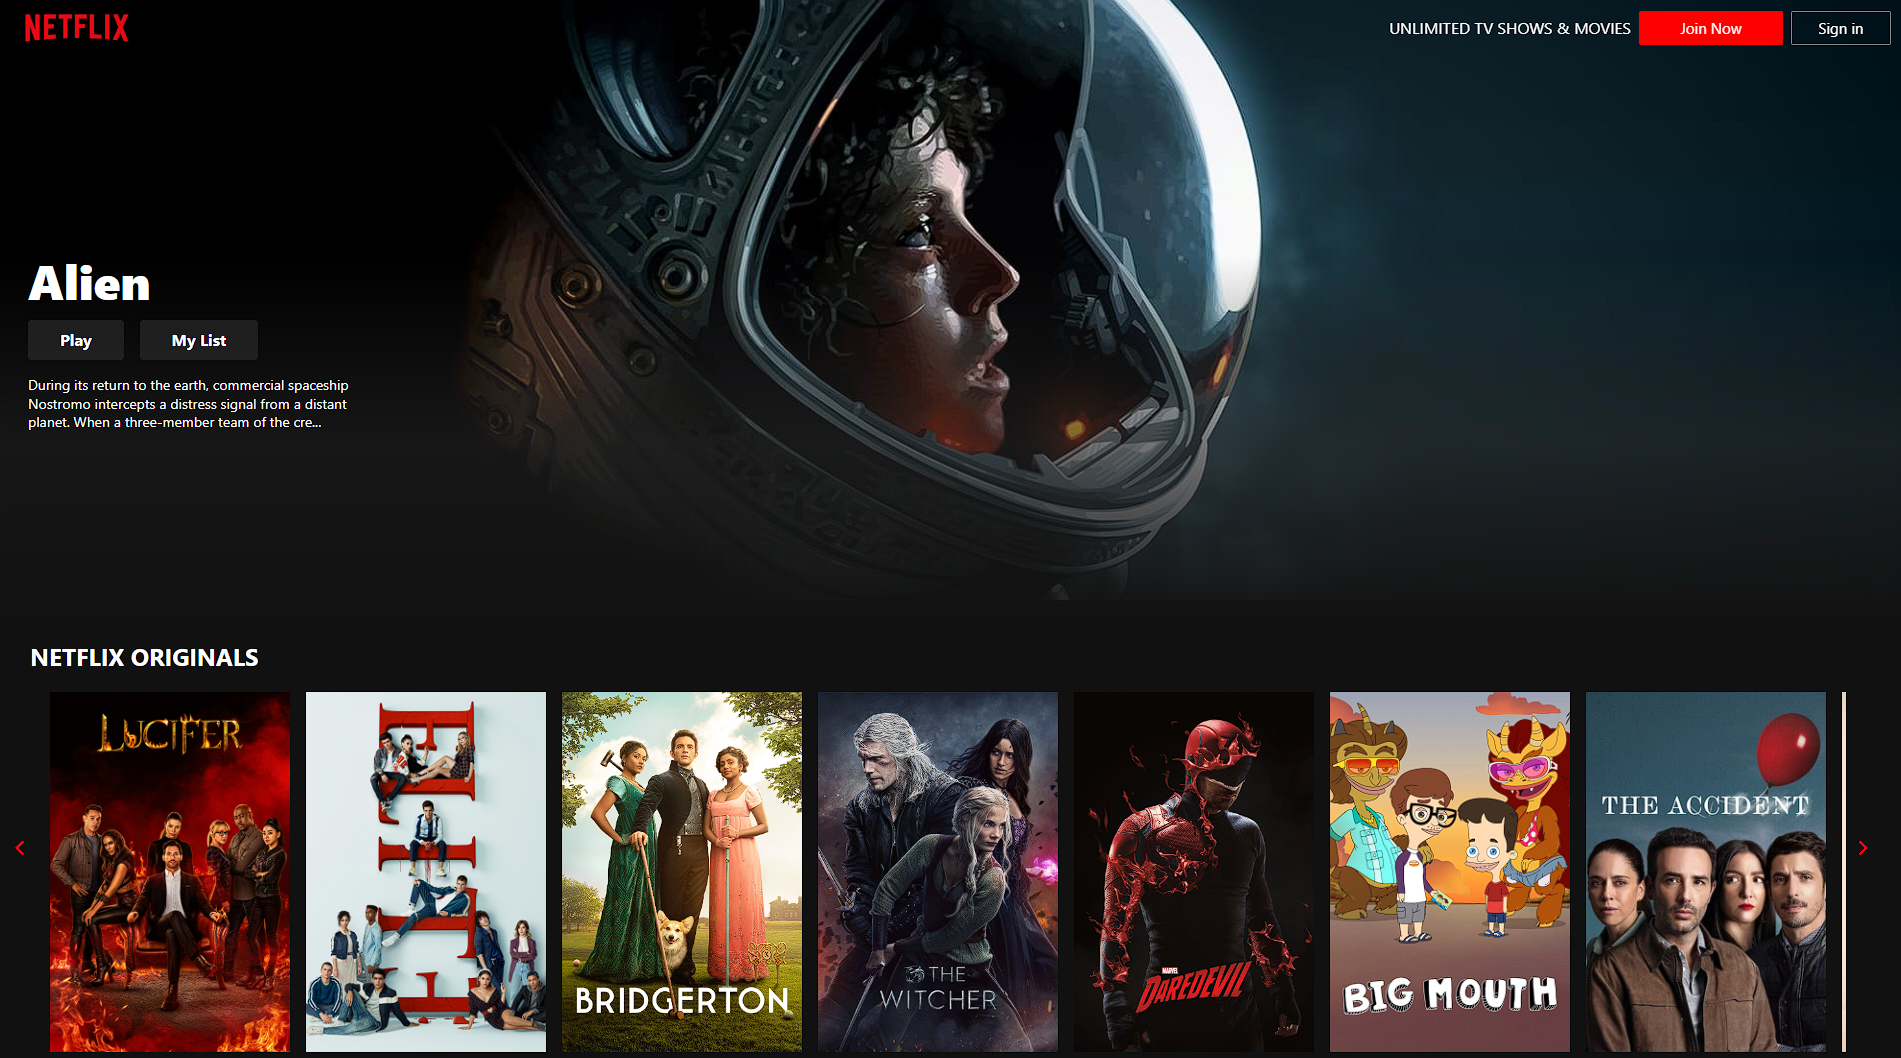 NETFLIX
UNLIMITED TV SHOWS & MOVIES
Join Now
Sign in
Alien
Play
My List
During its return to the earth, commercial spaceship
Nostromo intercepts a distress signal from a distant
planet. When a three-member team of the cre...
NETFLIX ORIGINALS
LUCIFER
ELITE
BRIDGERTON
THE
WITCHER
MARVEL
DAREDEVIL
BIG MOUTH
THE ACCIDENT